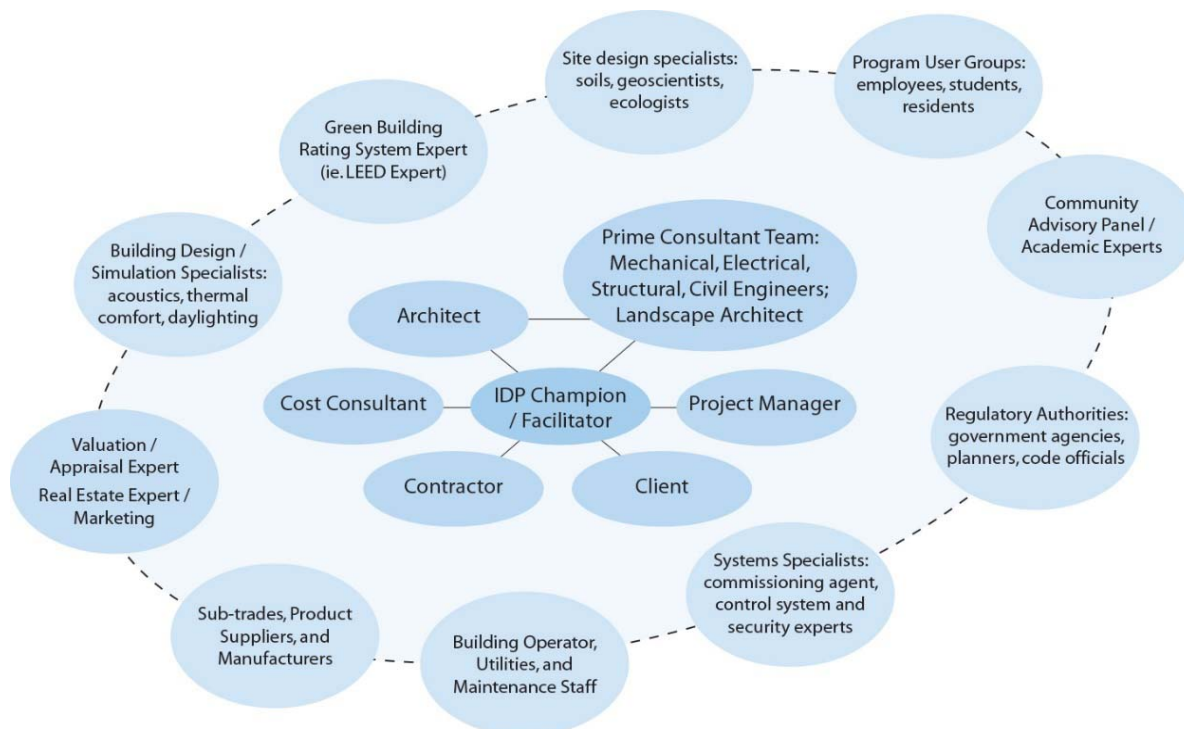 Site design specialists:
soils, geoscientists,
ecologists
Program User Groups:
employees, students,
residents
Green Building
Rating System Expert
(ie. LEED Expert)
Community
Advisory Panel /
Academic Experts
Building Design /
Simulation Specialists:
acoustics, thermal
comfort, daylighting
Prime Consultant Team:
Mechanical, Electrical,
Structural, Civil Engineers;
Landscape Architect
Architect
Cost Consultant
IDP Champion
/ Facilitator
Project Manager
Contractor
Client
Regulatory Authorities:
government agencies,
planners, code officials
Valuation /
Appraisal Expert
Real Estate Expert /
Marketing
Systems Specialists:
commissioning agent,
control system and
security experts
Sub-trades, Product
Suppliers, and
Manufacturers
Building Operator,
Utilities, and
Maintenance Staff